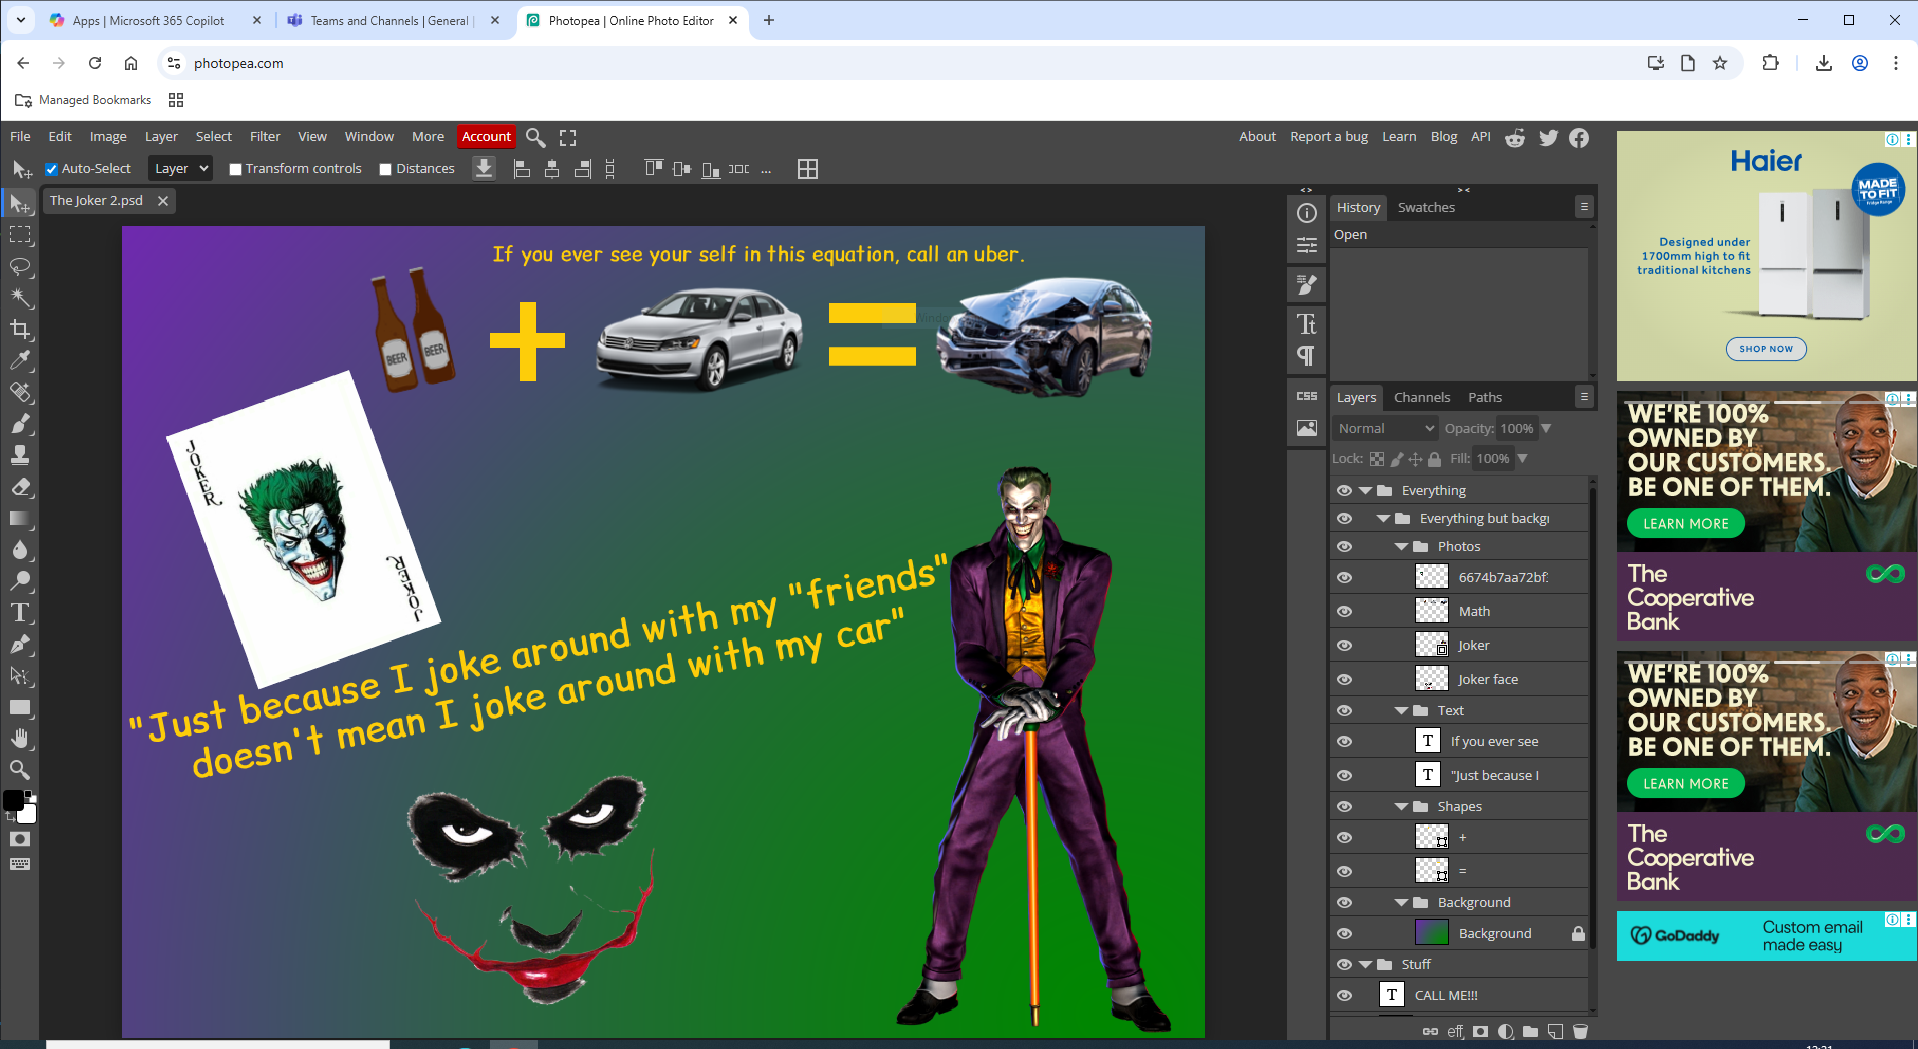 Apps | Microsoft 365 Copilot
Teams and Channels | General
Photopea | Online Photo Editor
photopea.com
Managed Bookmarks
File Edit Image Layer Select Filter View Window More Account
About Report a bug Learn Blog API
Auto-Select Layer Transform controls Distances ...
The Joker 2.psd
If you ever see your self in this equation, call an uber.
BEER
BEER
JOKER
JOKER
"Just because I joke around with my "friends"
doesn't mean I joke around with my car"
History Swatches
Open
CSS
Layers Channels Paths
Normal Opacity: 100%
Lock: Fill: 100%
Everything
Everything but backgr
Photos
6674b7aa72bf
Math
Joker
Joker face
Text
If you ever see
"Just because I
Shapes
+
=
Background
Background
Stuff
CALL ME!!!
eff
Haier
MADE
TO FIT
Fridge Range
Designed under
1700mm high to fit
traditional kitchens
SHOP NOW
WE'RE 100%
OWNED BY
OUR CUSTOMERS.
BE ONE OF THEM.
LEARN MORE
The
Cooperative
Bank
WE'RE 100%
OWNED BY
OUR CUSTOMERS.
BE ONE OF THEM.
LEARN MORE
The
Cooperative
Bank
GoDaddy
Custom email
made easy